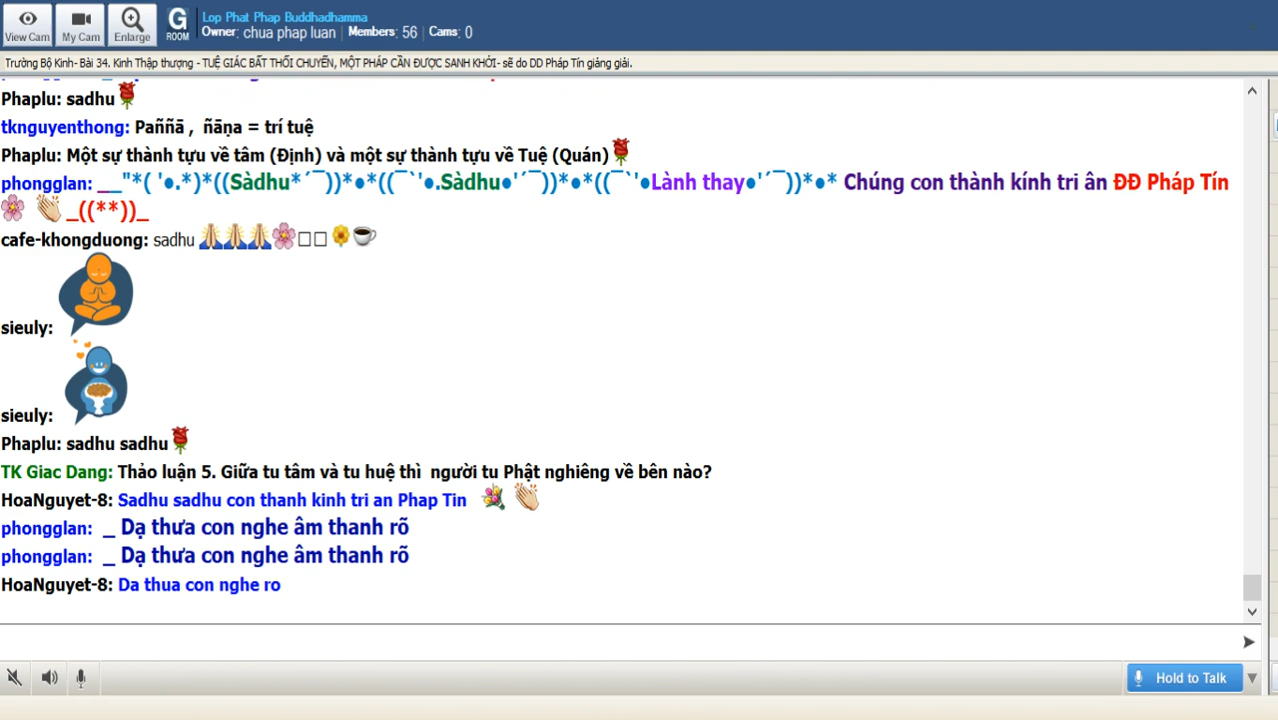 Lop Phat Phap Buddhadhamma
View Cam
My Cam
Enlarge
G ROOM
Owner: chua phap luan | Members: 56 | Cams: 0
Trường Bộ Kinh- Bài 34. Kinh Thập thượng - TUỆ GIÁC BẤT THỐI CHUYỂN, MỘT PHÁP CẦN ĐƯỢC SANH KHỞI- sẽ do DD Pháp Tín giảng giải.
Phaplu: sadhu🌹
tknguyenthong: Paññā , ñāṇa = trí tuệ
Phaplu: Một sự thành tựu về tâm (Định) và một sự thành tựu về Tuệ (Quán)🌹
phongglan: __"*( '●.*)*((Sàdhu*´¯))*●*((¯`'●.Sàdhu●'´¯))*●*((¯`'●Lành thay●'´¯))*●* Chúng con thành kính tri ân ĐĐ Pháp Tín
🌸 👏 _((**))_
cafe-khongduong: sadhu 🙏🙏🙏🌸□□ 🌼☕
sieuly:
sieuly:
Phaplu: sadhu sadhu🌹
TK Giac Dang: Thảo luận 5. Giữa tu tâm và tu huệ thì người tu Phật nghiêng về bên nào?
HoaNguyet-8: Sadhu sadhu con thanh kinh tri an Phap Tin 💐 👏
phongglan: _ Dạ thưa con nghe âm thanh rõ
phongglan: _ Dạ thưa con nghe âm thanh rõ
HoaNguyet-8: Da thua con nghe ro
Hold to Talk